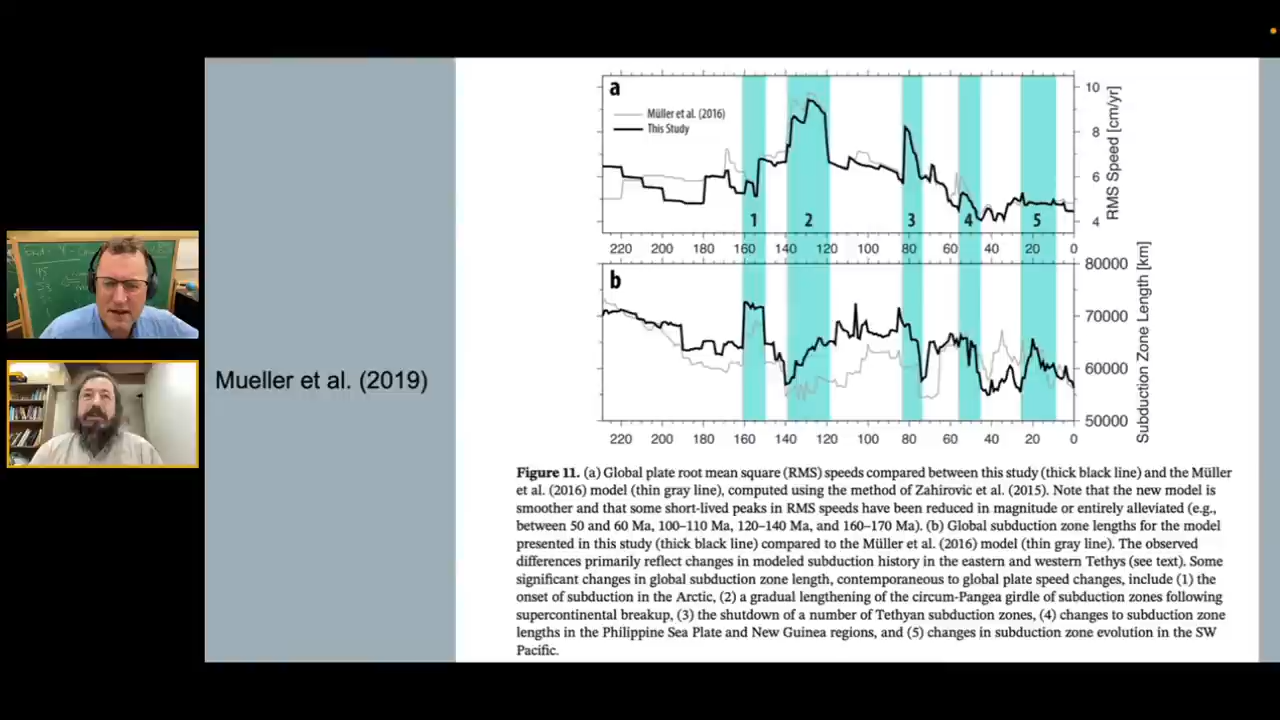 Mueller et al. (2019)
a
Müller et al. (2016)
This Study
10
8
6
4
RMS Speed [cm/yr]
1 2 3 4 5
220 200 180 160 140 120 100 80 60 40 20 0
b
80000
70000
60000
50000
Subduction Zone Length [km]
220 200 180 160 140 120 100 80 60 40 20 0
Figure 11. (a) Global plate root mean square (RMS) speeds compared between this study (thick black line) and the Müller
et al. (2016) model (thin gray line), computed using the method of Zahirovic et al. (2015). Note that the new model is
smoother and that some short-lived peaks in RMS speeds have been reduced in magnitude or entirely alleviated (e.g.,
between 50 and 60 Ma, 100–110 Ma, 120–140 Ma, and 160–170 Ma). (b) Global subduction zone lengths for the model
presented in this study (thick black line) compared to the Müller et al. (2016) model (thin gray line). The observed
differences primarily reflect changes in modeled subduction history in the eastern and western Tethys (see text). Some
significant changes in global subduction zone length, contemporaneous to global plate speed changes, include (1) the
onset of subduction in the Arctic, (2) a gradual lengthening of the circum-Pangea girdle of subduction zones following
supercontinental breakup, (3) the shutdown of a number of Tethyan subduction zones, (4) changes to subduction zone
lengths in the Philippine Sea Plate and New Guinea regions, and (5) changes in subduction zone evolution in the SW
Pacific.